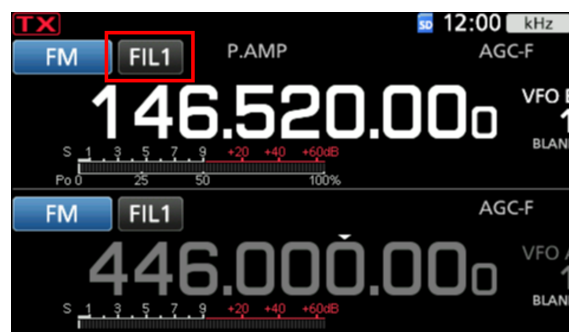 TX SD 12:00 kHz
FM FIL1 P.AMP AGC-F
146.520.000 VFO
S 1 . 3 . 5 . 7 . 9 +20 +40 +60dB
Po 0 25 50 100%
FM FIL1 AGC-F
446.000.000 VFO
S 1 . 3 . 5 . 7 . 9 +20 +40 +60dB